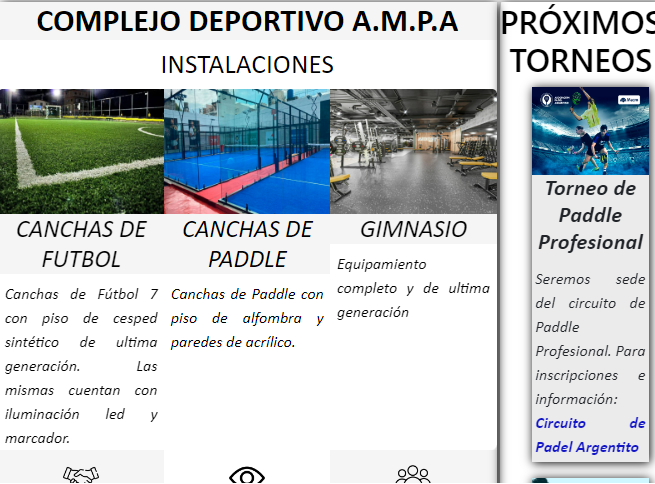 COMPLEJO DEPORTIVO A.M.P.A
INSTALACIONES
CANCHAS DE
FUTBOL
Canchas de Fútbol 7
con piso de cesped
sintético de ultima
generación. Las
mismas cuentan con
iluminación led y
marcador.
CANCHAS DE
PADDLE
Canchas de Paddle con
piso de alfombra y
paredes de acrílico.
GIMNASIO
Equipamiento
completo y de ultima
generación
PRÓXIMOS
TORNEOS
Torneo de
Paddle
Profesional
Seremos sede
del circuito de
Paddle
Profesional. Para
inscripciones e
información:
Circuito de
Padel Argentito